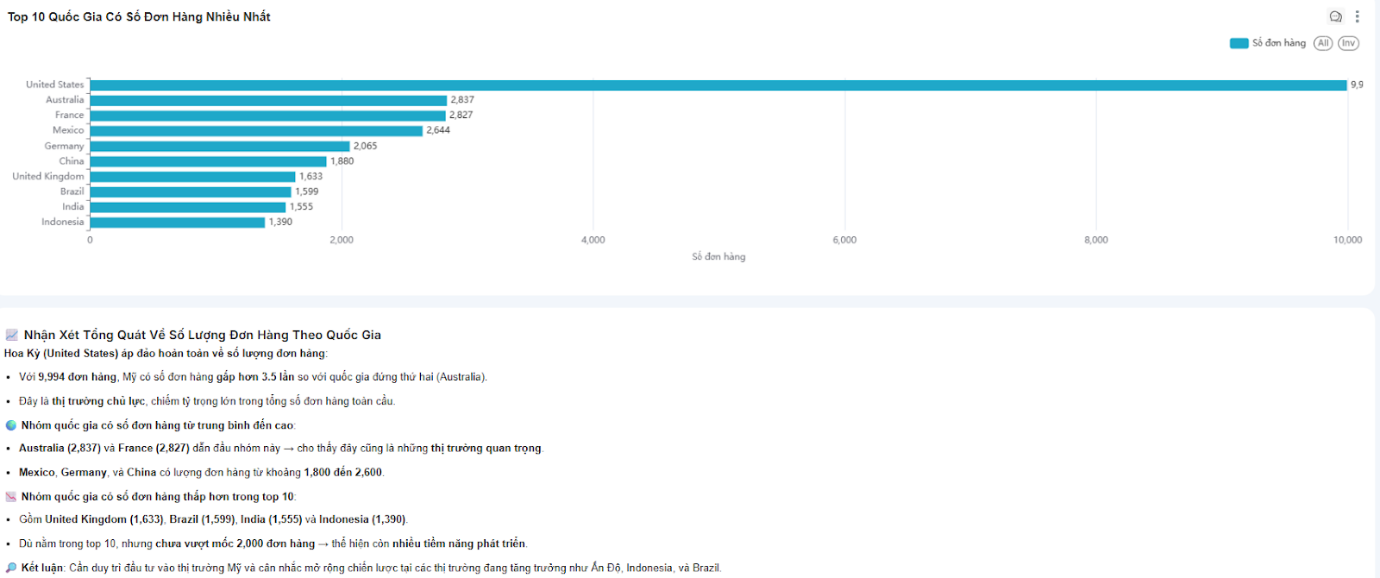 Top 10 Quốc Gia Có Số Đơn Hàng Nhiều Nhất
Số đơn hàng All Inv
United States 9,9
Australia 2,837
France 2,827
Mexico 2,644
Germany 2,065
China 1,880
United Kingdom 1,633
Brazil 1,599
India 1,555
Indonesia 1,390
0 2,000 4,000 6,000 8,000 10,000
Số đơn hàng
Nhận Xét Tổng Quát Về Số Lượng Đơn Hàng Theo Quốc Gia
Hoa Kỳ (United States) áp đảo hoàn toàn về số lượng đơn hàng:
• Với 9,994 đơn hàng, Mỹ có số đơn hàng gấp hơn 3.5 lần so với quốc gia đứng thứ hai (Australia).
• Đây là thị trường chủ lực, chiếm tỷ trọng lớn trong tổng số đơn hàng toàn cầu.
Nhóm quốc gia có số đơn hàng từ trung bình đến cao:
• Australia (2,837) và France (2,827) dẫn đầu nhóm này → cho thấy đây cũng là những thị trường quan trọng.
• Mexico, Germany, và China có lượng đơn hàng từ khoảng 1,800 đến 2,600.
Nhóm quốc gia có số đơn hàng thấp hơn trong top 10:
• Gồm United Kingdom (1,633), Brazil (1,599), India (1,555) và Indonesia (1,390).
• Dù nằm trong top 10, nhưng chưa vượt mốc 2,000 đơn hàng → thể hiện còn nhiều tiềm năng phát triển.
Kết luận: Cần duy trì đầu tư vào thị trường Mỹ và cân nhắc mở rộng chiến lược tại các thị trường đang tăng trưởng như Ấn Độ, Indonesia, và Brazil.